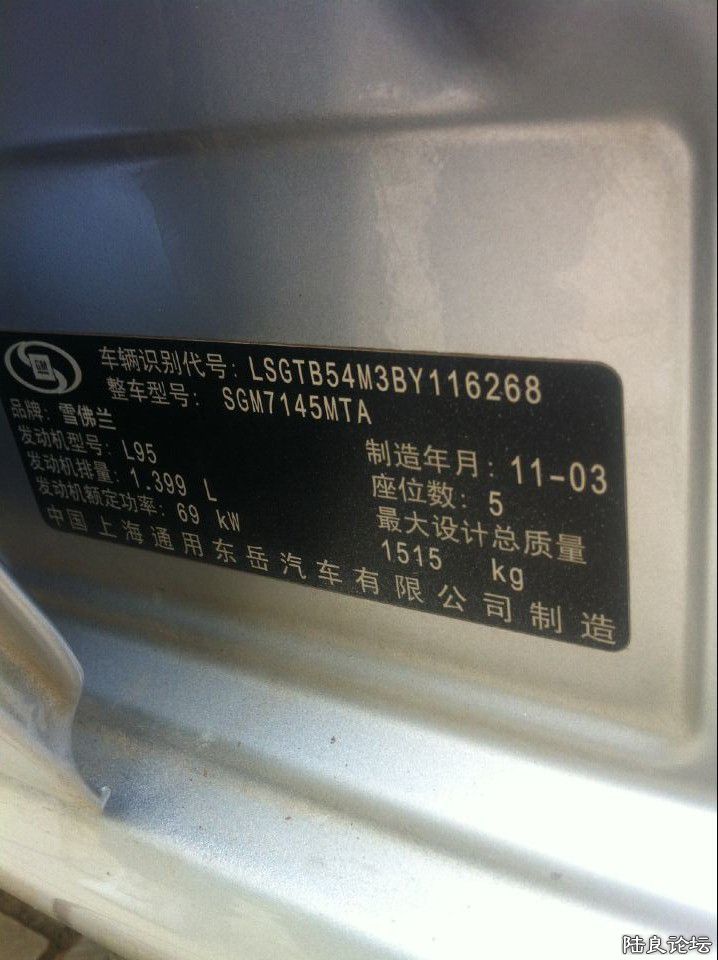 GM
车辆识别代号: LSGTB54M3BY116268
整车型号: SGM7145MTA
品牌: 雪佛兰
发动机型号: L95
发动机排量: 1.399 L
发动机额定功率: 69 kW
制造年月: 11-03
座位数: 5
最大设计总质量
1515 kg
中国上海通用东岳汽车有限公司制造
陆良论坛